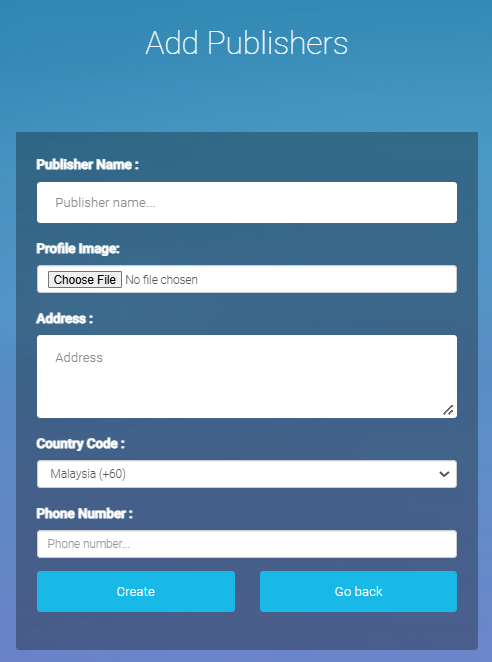 Add Publishers
Publisher Name :
Publisher name...
Profile Image:
Choose File No file chosen
Address :
Address
Country Code :
Malaysia (+60)
Phone Number :
Phone number...
Create Go back